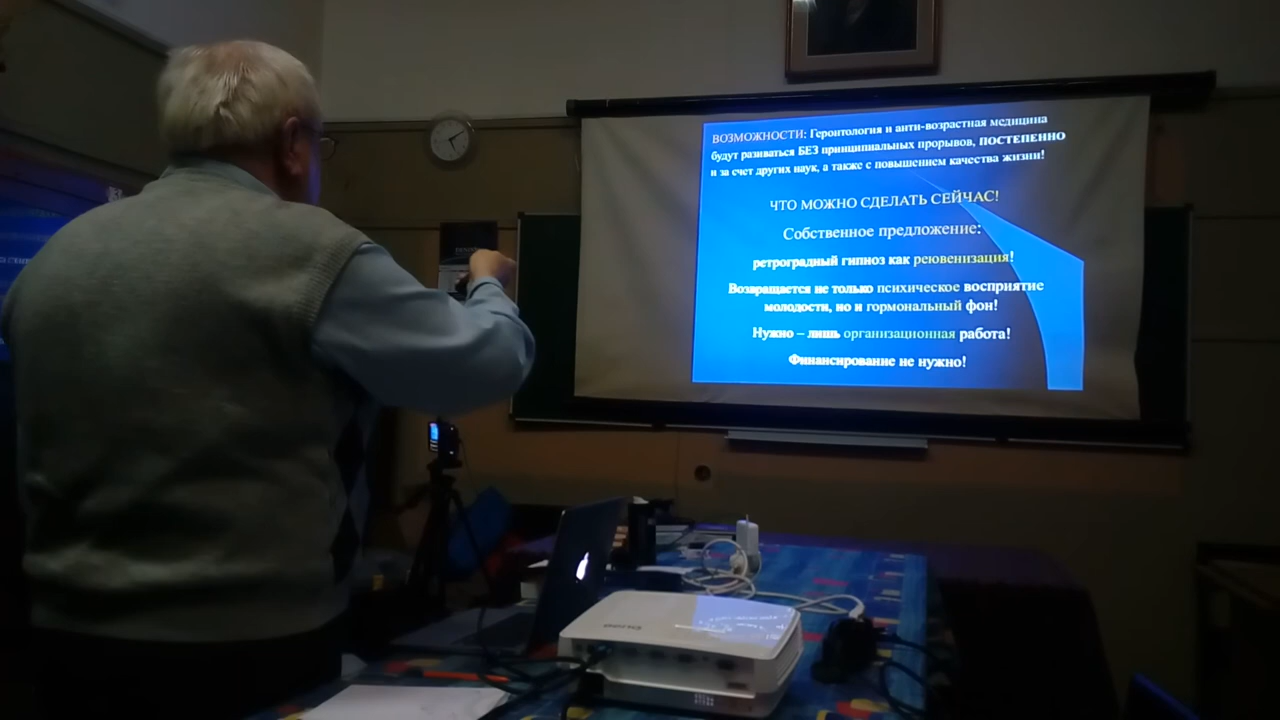 ВОЗМОЖНОСТИ: Геронтология и анти-возрастная медицина
будут разиваться БЕЗ принципиальных прорывов, ПОСТЕПЕННО
и за счет других наук, а также с повышением качества жизни!
ЧТО МОЖНО СДЕЛАТЬ СЕЙЧАС!
Собственное предложение:
ретроградный гипноз как реювенизация!
Возвращается не только психическое восприятие
молодости, но и гормональный фон!
Нужно – лишь организационная работа!
Финансирование не нужно!
BenQ